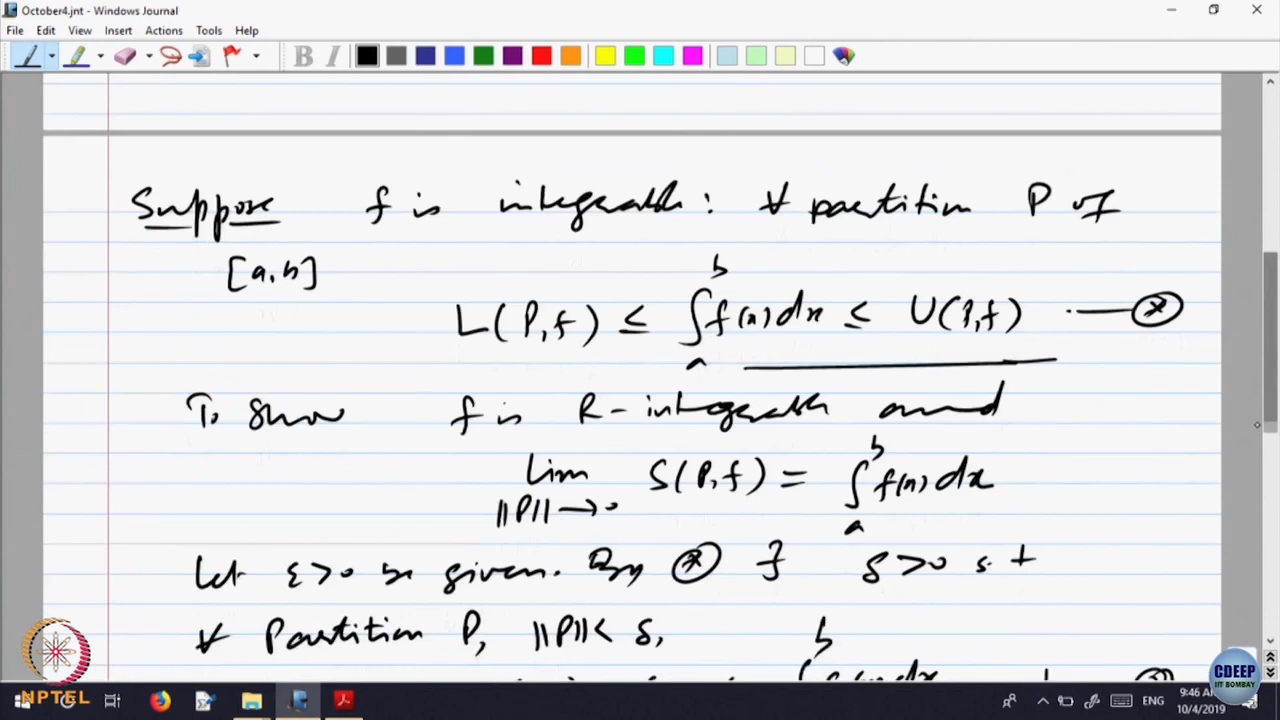 October4.jnt - Windows Journal
File Edit View Insert Actions Tools Help
B I
Suppose f is integrable : ∀ partition P of
[a,b]
L(P,f) ≤ ∫_a^b f(x)dx ≤ U(P,f) —— ⊛
To Show f is R-integrable and
lim S(P,f) = ∫_a^b f(x)dx
||P||→0
Let ε>0 be given. By ⊛ ∃ δ>0 s.t
∀ Partition P, ||P|| < δ,
NPTEL
CDEEP
IIT BOMBAY
ENG
9:46 AM
10/4/2019